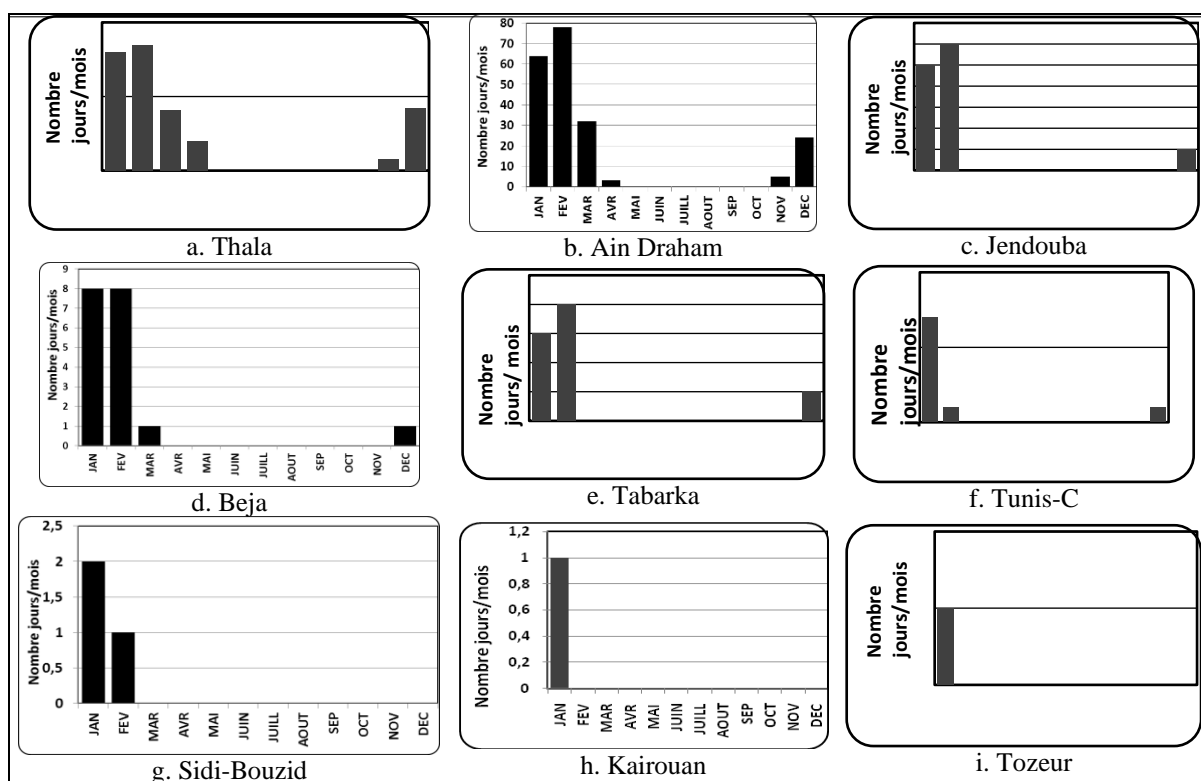 Nombre
jours/mois
a. Thala
80
70
60
50
40
30
20
10
0
Nombre jours/mois
JAN
FEV
MAR
AVR
MAI
JUIN
JUILL
AOUT
SEP
OCT
NOV
DEC
b. Ain Draham
Nombre
jours/mois
c. Jendouba
9
8
7
6
5
4
3
2
1
0
Nombre jours/mois
JAN
FEV
MAR
AVR
MAI
JUIN
JUILL
AOUT
SEP
OCT
NOV
DEC
d. Beja
Nombre
jours/ mois
e. Tabarka
Nombre
jours/mois
f. Tunis-C
2,5
2
1,5
1
0,5
0
Nombre jours/mois
JAN
FEV
MAR
AVR
MAI
JUIN
JUILL
AOUT
SEP
OCT
NOV
DEC
g. Sidi-Bouzid
1,2
1
0,8
0,6
0,4
0,2
0
Nombre jours/mois
JAN
FEV
MAR
AVR
MAI
JUIN
JUILL
AOUT
SEP
OCT
NOV
DEC
h. Kairouan
Nombre
jours/mois
i. Tozeur